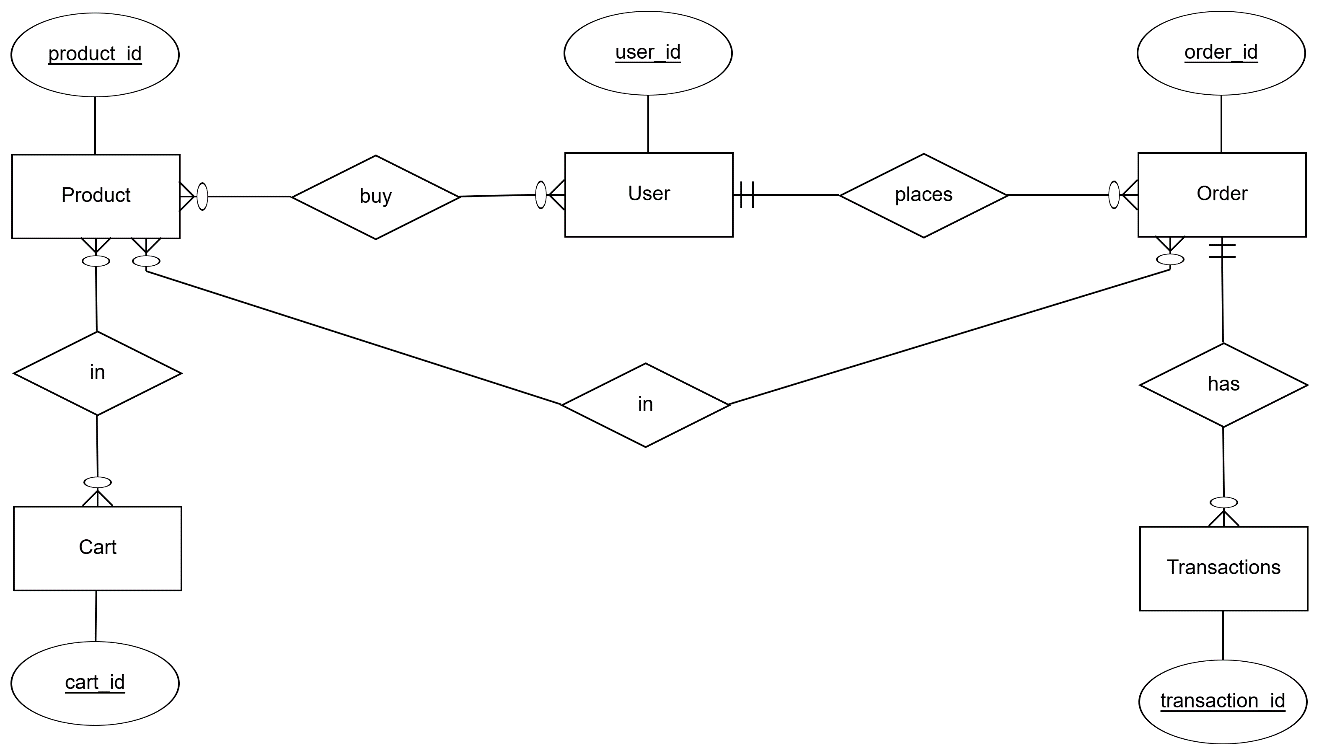 product_id
user_id
order_id
Product
buy
User
places
Order
in
in
has
Cart
Transactions
cart_id
transaction_id